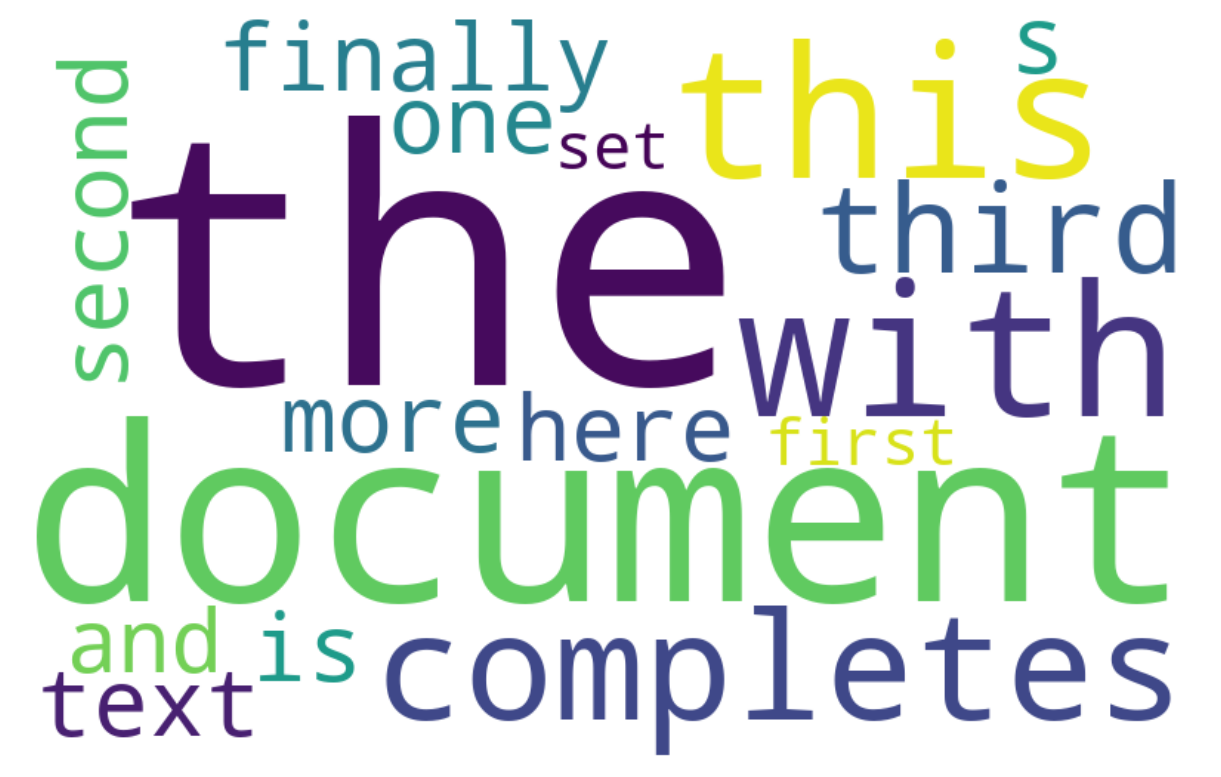 finally
s
this
second
one
set
the
third
with
more
here
first
document
and
is
completes
text